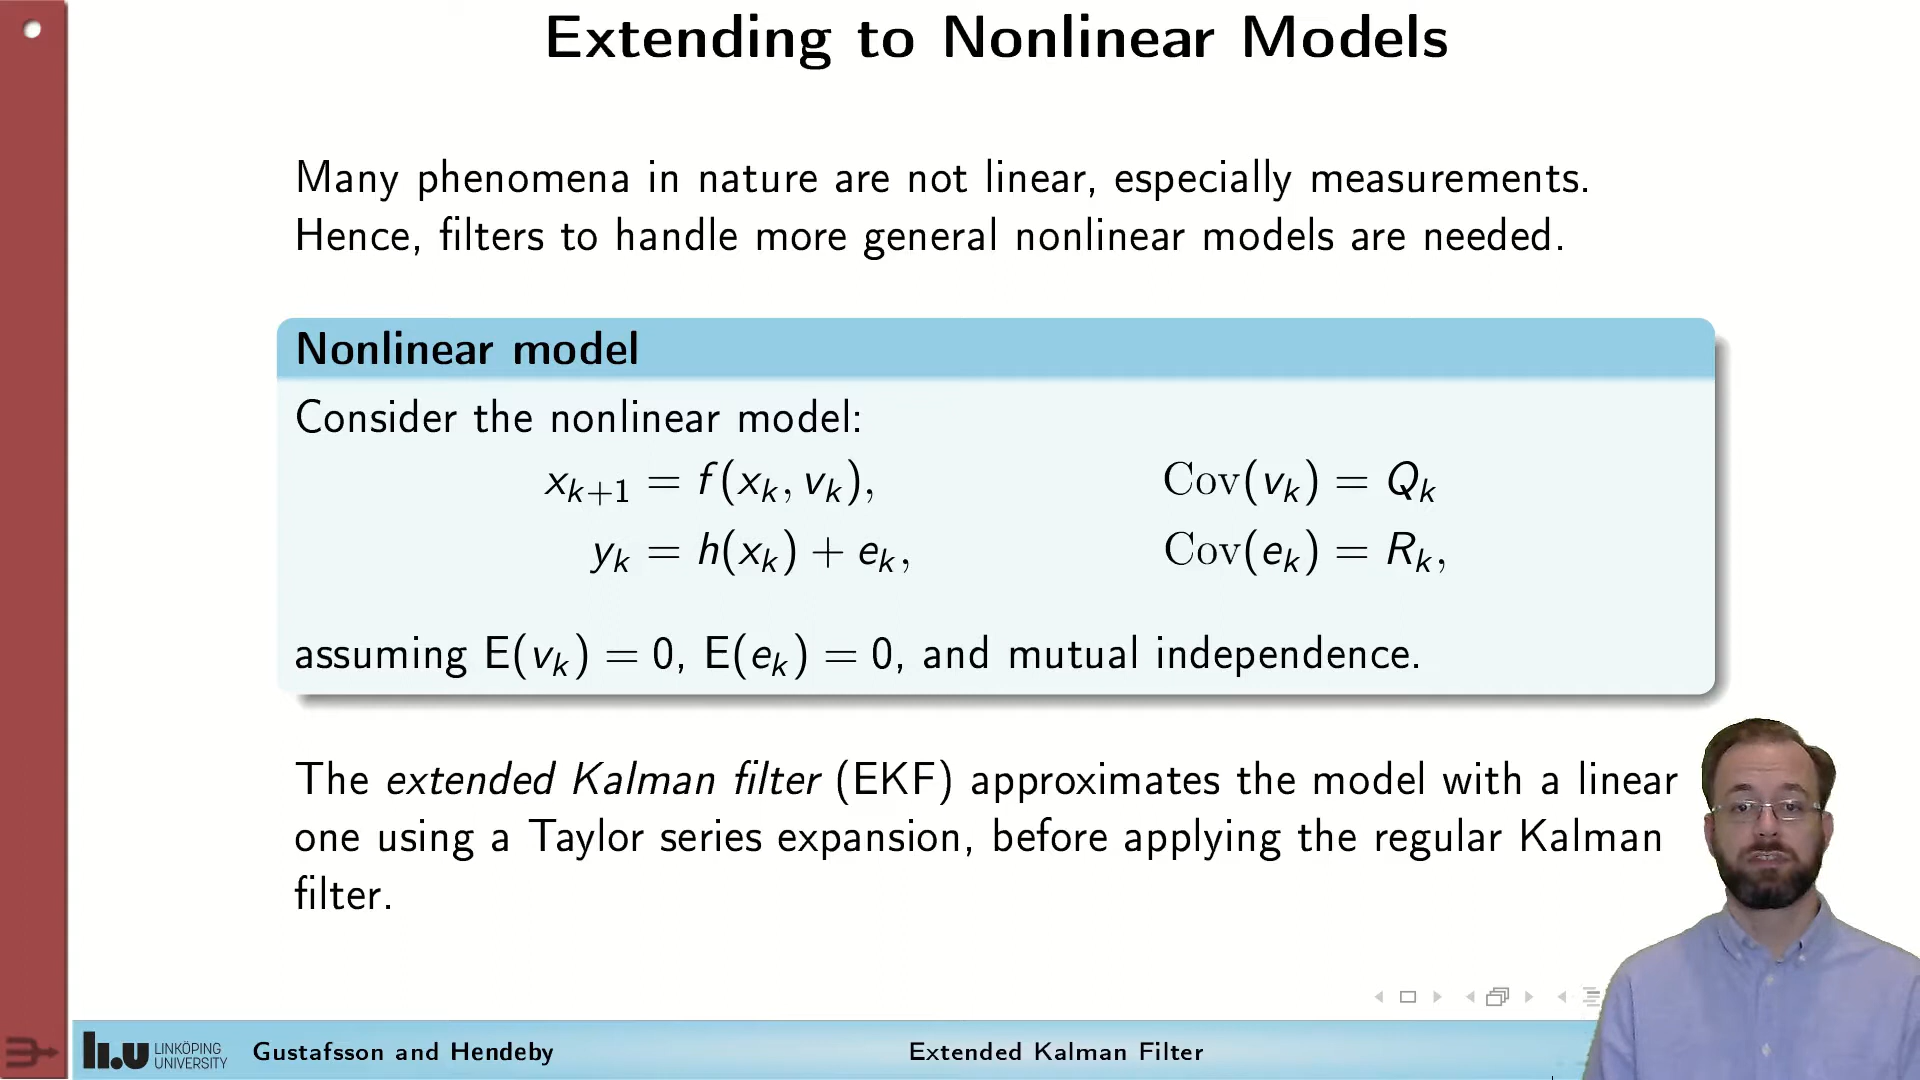 Extending to Nonlinear Models
Many phenomena in nature are not linear, especially measurements.
Hence, filters to handle more general nonlinear models are needed.
Nonlinear model
Consider the nonlinear model:
x_{k+1} = f(x_k, v_k), Cov(v_k) = Q_k
y_k = h(x_k) + e_k, Cov(e_k) = R_k,
assuming E(v_k) = 0, E(e_k) = 0, and mutual independence.
The extended Kalman filter (EKF) approximates the model with a linear
one using a Taylor series expansion, before applying the regular Kalman
filter.
li.u LINKÖPING UNIVERSITY Gustafsson and Hendeby Extended Kalman Filter